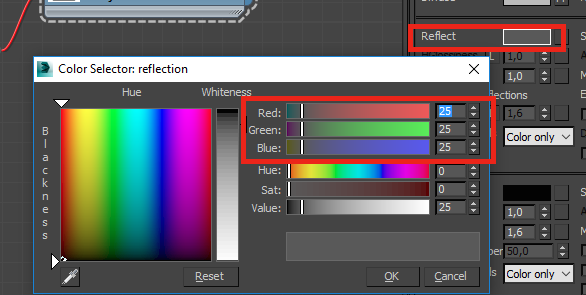 Diffuse
Reflect
Color Selector: reflection
Hue
Whiteness
Blackness
Red: 25
Green: 25
Blue: 25
Hue: 0
Sat: 0
Value: 25
Reset
OK
Cancel
1,0
1,0
1,6
Color only
1,0
1,6
50,0
Color only